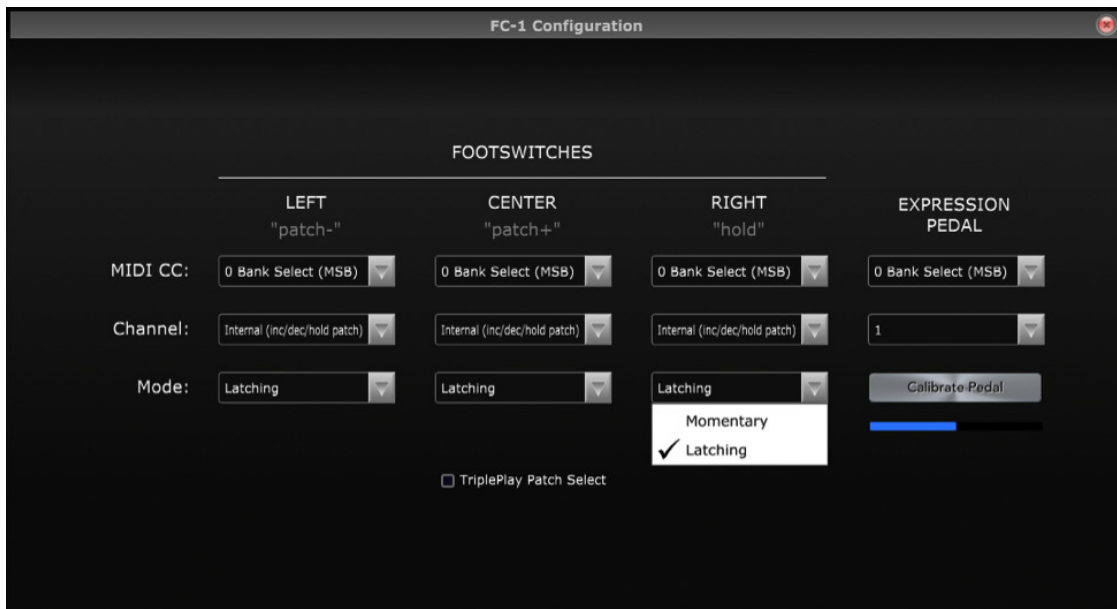 FC-1 Configuration
FOOTSWITCHES
LEFT CENTER RIGHT EXPRESSION
"patch-" "patch+" "hold" PEDAL
MIDI CC: 0 Bank Select (MSB) 0 Bank Select (MSB) 0 Bank Select (MSB) 0 Bank Select (MSB)
Channel: Internal (inc/dec/hold patch) Internal (inc/dec/hold patch) Internal (inc/dec/hold patch) 1
Mode: Latching Latching Latching Calibrate Pedal
Momentary
✓ Latching
TriplePlay Patch Select